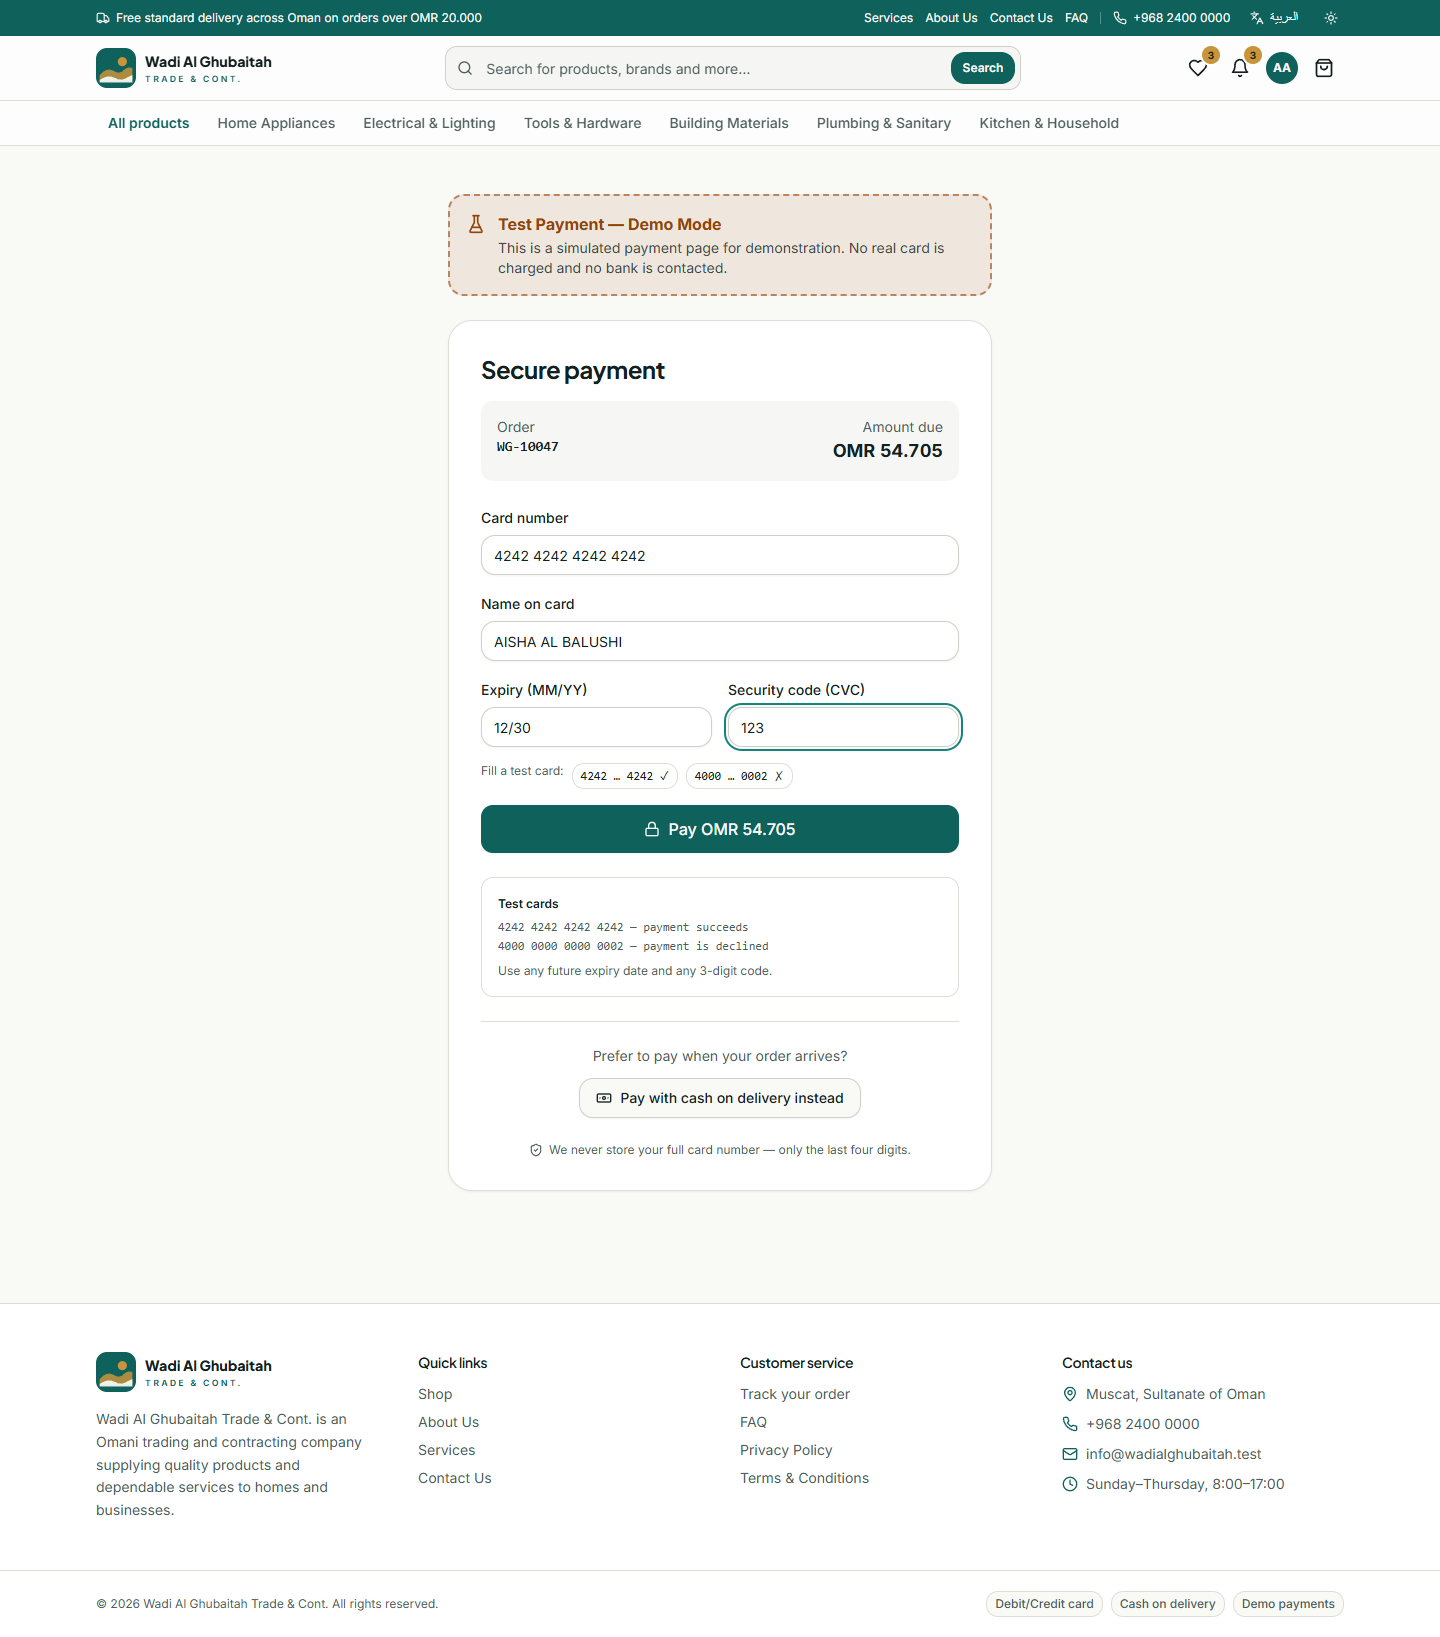 Free standard delivery across Oman on orders over OMR 20.000
Services About Us Contact Us FAQ +968 2400 0000 العربية
Wadi Al Ghubaitah
TRADE & CONT.
Search for products, brands and more...
Search
3
3
AA
All products Home Appliances Electrical & Lighting Tools & Hardware Building Materials Plumbing & Sanitary Kitchen & Household
Test Payment — Demo Mode
This is a simulated payment page for demonstration. No real card is
charged and no bank is contacted.
Secure payment
Order Amount due
WG-10047 OMR 54.705
Card number
4242 4242 4242 4242
Name on card
AISHA AL BALUSHI
Expiry (MM/YY) Security code (CVC)
12/30 123
Fill a test card: 4242 … 4242 ✓ 4000 … 0002 ✗
Pay OMR 54.705
Test cards
4242 4242 4242 4242 — payment succeeds
4000 0000 0000 0002 — payment is declined
Use any future expiry date and any 3-digit code.
Prefer to pay when your order arrives?
Pay with cash on delivery instead
We never store your full card number — only the last four digits.
Wadi Al Ghubaitah
TRADE & CONT.
Wadi Al Ghubaitah Trade & Cont. is an
Omani trading and contracting company
supplying quality products and
dependable services to homes and
businesses.
Quick links
Shop
About Us
Services
Contact Us
Customer service
Track your order
FAQ
Privacy Policy
Terms & Conditions
Contact us
Muscat, Sultanate of Oman
+968 2400 0000
info@wadialghubaitah.test
Sunday–Thursday, 8:00–17:00
© 2026 Wadi Al Ghubaitah Trade & Cont. All rights reserved.
Debit/Credit card Cash on delivery Demo payments